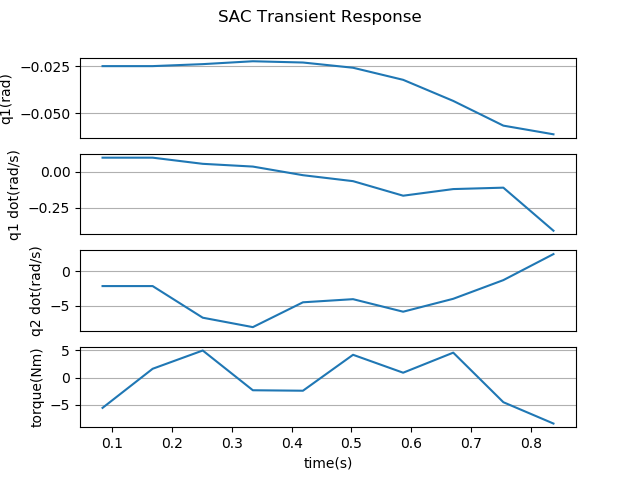 SAC Transient Response
q1(rad)
−0.025
−0.050
q1 dot(rad/s)
0.00
−0.25
q2 dot(rad/s)
0
−5
torque(Nm)
5
0
−5
0.1 0.2 0.3 0.4 0.5 0.6 0.7 0.8
time(s)